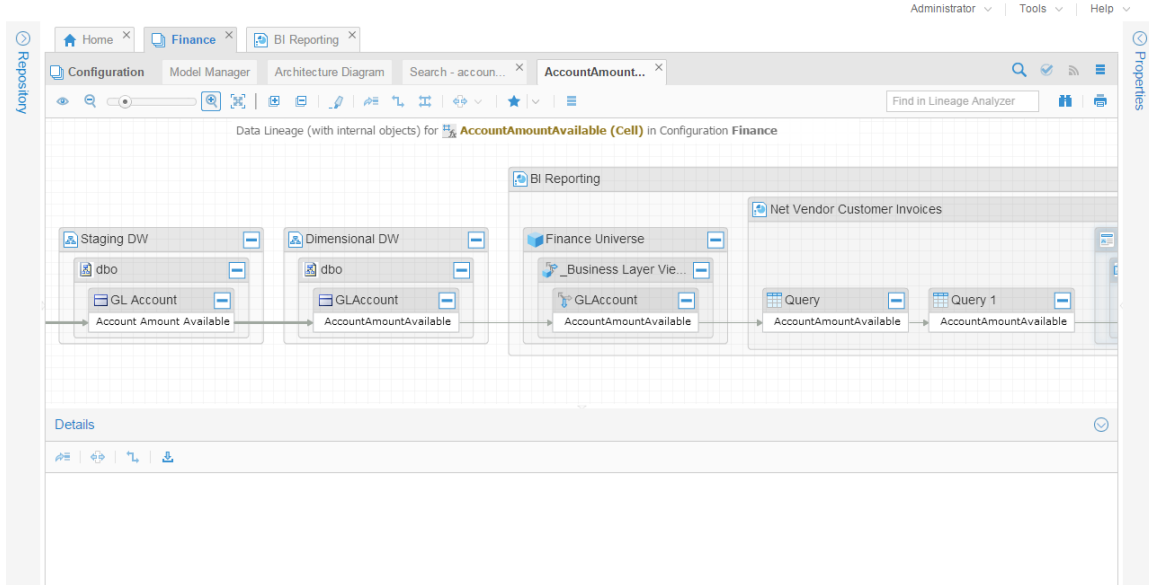 Administrator Tools Help
Home Finance BI Reporting
Repository
Properties
Configuration Model Manager Architecture Diagram Search - accoun... AccountAmount...
Find in Lineage Analyzer
Data Lineage (with internal objects) for AccountAmountAvailable (Cell) in Configuration Finance
BI Reporting
Net Vendor Customer Invoices
Staging DW Dimensional DW Finance Universe
dbo dbo _Business Layer Vie...
GL Account GLAccount GLAccount Query Query 1
Account Amount Available AccountAmountAvailable AccountAmountAvailable AccountAmountAvailable AccountAmountAvailable
Details